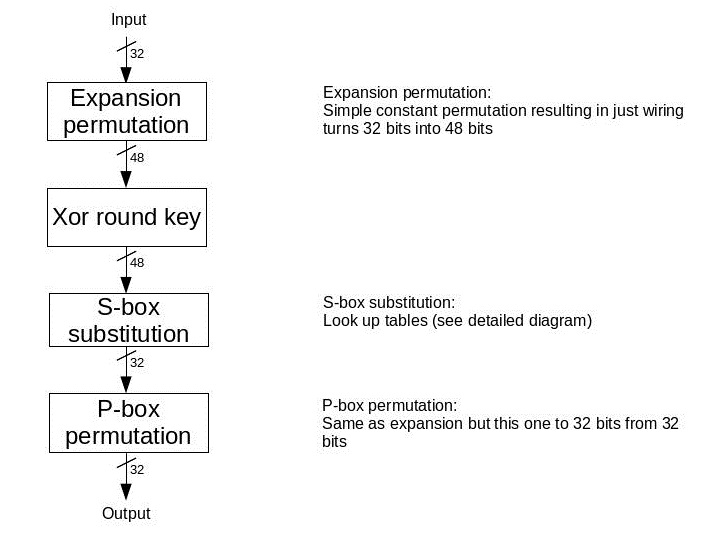 Input
32
Expansion
permutation
Expansion permutation:
Simple constant permutation resulting in just wiring
turns 32 bits into 48 bits
48
Xor round key
48
S-box
substitution
S-box substitution:
Look up tables (see detailed diagram)
32
P-box
permutation
P-box permutation:
Same as expansion but this one to 32 bits from 32
bits
32
Output